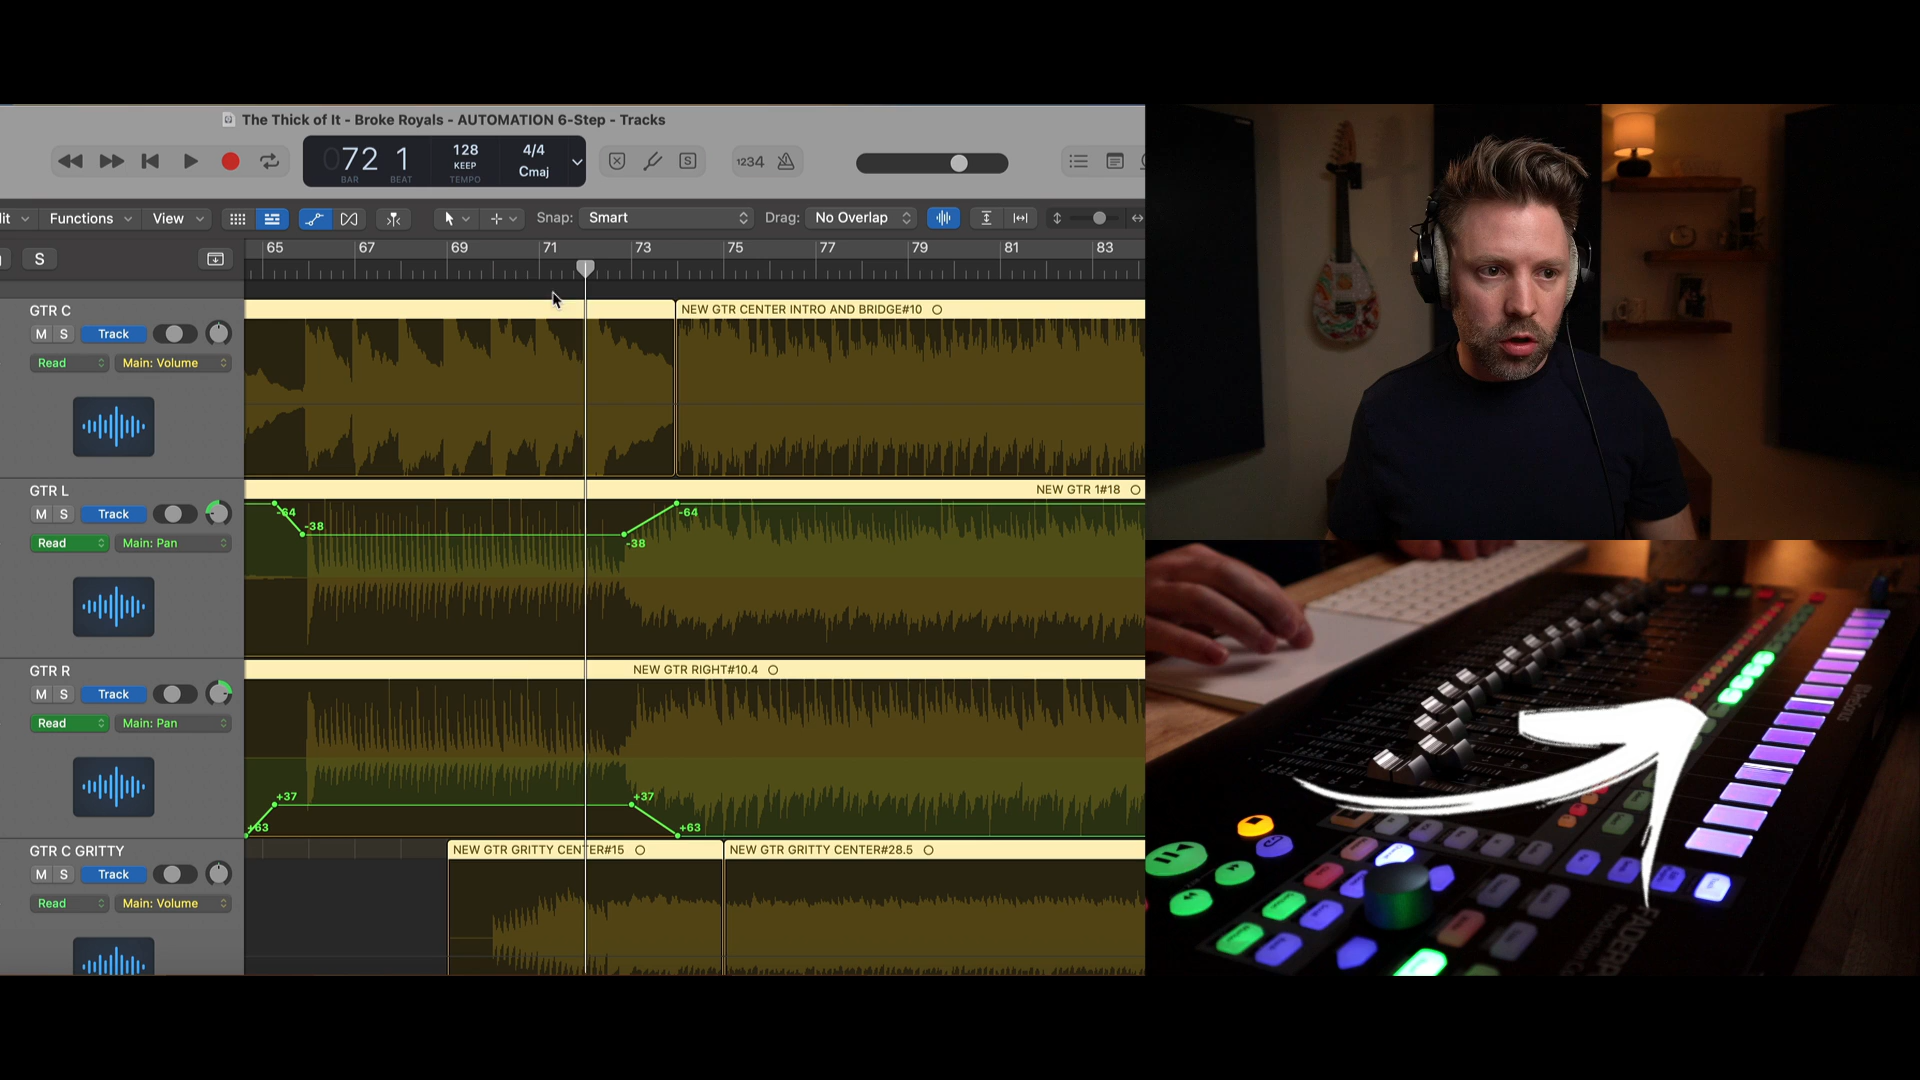 The Thick of It - Broke Royals - AUTOMATION 6-Step - Tracks
072 1
BAR BEAT
128
KEEP
TEMPO
4/4
Cmaj
S
1234
Functions
View
Snap: Smart
Drag: No Overlap
S
65 67 69 71 73 75 77 79 81 83
GTR C
M S Track
Read Main: Volume
NEW GTR CENTER INTRO AND BRIDGE#10
GTR L
M S Track
Read Main: Pan
NEW GTR 1#18
-64
-38
-38
-64
GTR R
M S Track
Read Main: Pan
NEW GTR RIGHT#10.4
+63
+37
+37
+63
GTR C GRITTY
M S Track
Read Main: Volume
NEW GTR GRITTY CENTER#15
NEW GTR GRITTY CENTER#28.5